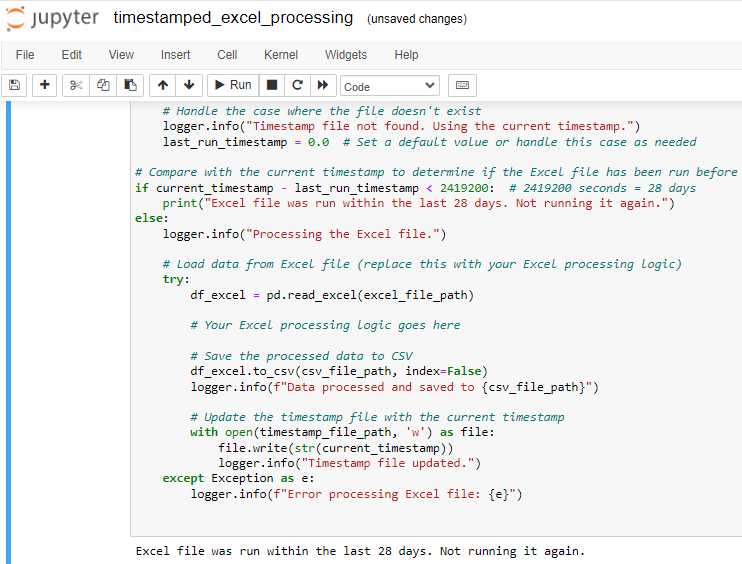 jupyter timestamped_excel_processing (unsaved changes)
File Edit View Insert Cell Kernel Widgets Help
Run Code
# Handle the case where the file doesn't exist
logger.info("Timestamp file not found. Using the current timestamp.")
last_run_timestamp = 0.0  # Set a default value or handle this case as needed
# Compare with the current timestamp to determine if the Excel file has been run before
if current_timestamp - last_run_timestamp < 2419200:  # 2419200 seconds = 28 days
print("Excel file was run within the last 28 days. Not running it again.")
else:
logger.info("Processing the Excel file.")
# Load data from Excel file (replace this with your Excel processing logic)
try:
df_excel = pd.read_excel(excel_file_path)
# Your Excel processing logic goes here
# Save the processed data to CSV
df_excel.to_csv(csv_file_path, index=False)
logger.info(f"Data processed and saved to {csv_file_path}")
# Update the timestamp file with the current timestamp
with open(timestamp_file_path, 'w') as file:
file.write(str(current_timestamp))
logger.info("Timestamp file updated.")
except Exception as e:
logger.info(f"Error processing Excel file: {e}")
Excel file was run within the last 28 days. Not running it again.